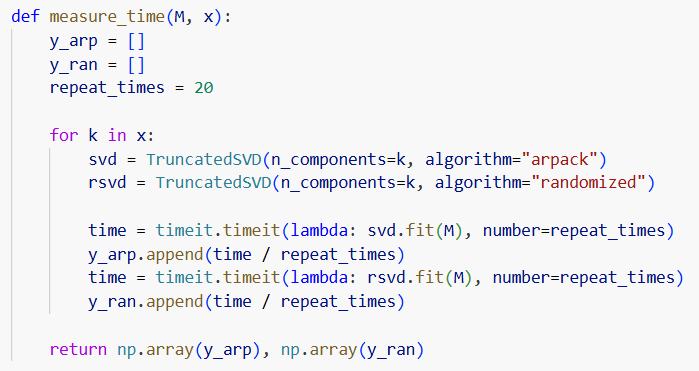 def measure_time(M, x):
    y_arp = []
    y_ran = []
    repeat_times = 20

    for k in x:
        svd = TruncatedSVD(n_components=k, algorithm="arpack")
        rsvd = TruncatedSVD(n_components=k, algorithm="randomized")

        time = timeit.timeit(lambda: svd.fit(M), number=repeat_times)
        y_arp.append(time / repeat_times)
        time = timeit.timeit(lambda: rsvd.fit(M), number=repeat_times)
        y_ran.append(time / repeat_times)

    return np.array(y_arp), np.array(y_ran)